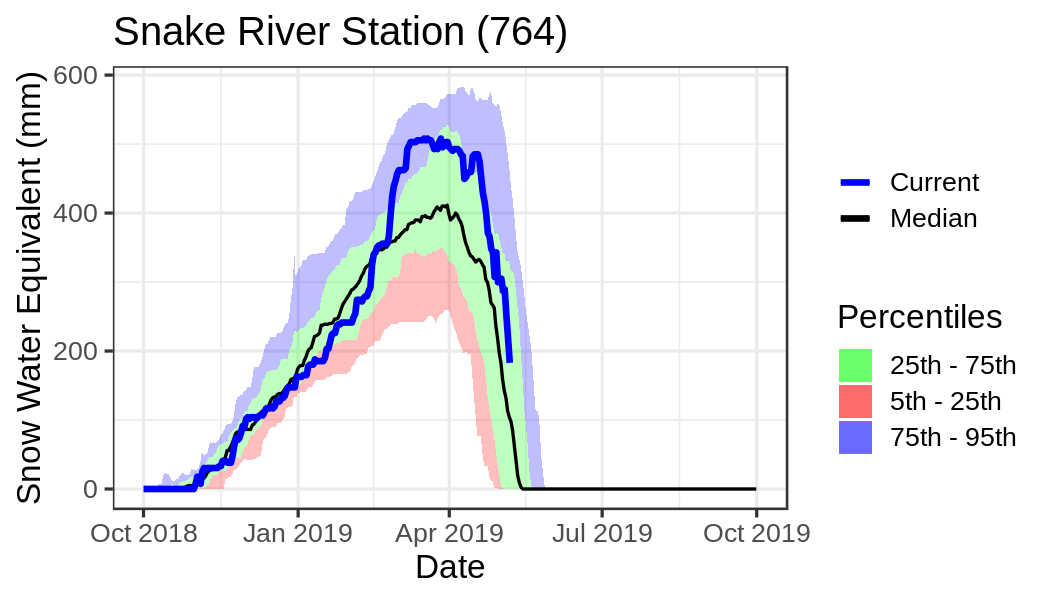 Snake River Station (764)
Snow Water Equivalent (mm)
600
400
200
0
Oct 2018
Jan 2019
Apr 2019
Jul 2019
Oct 2019
Date
Current
Median
Percentiles
25th - 75th
5th - 25th
75th - 95th